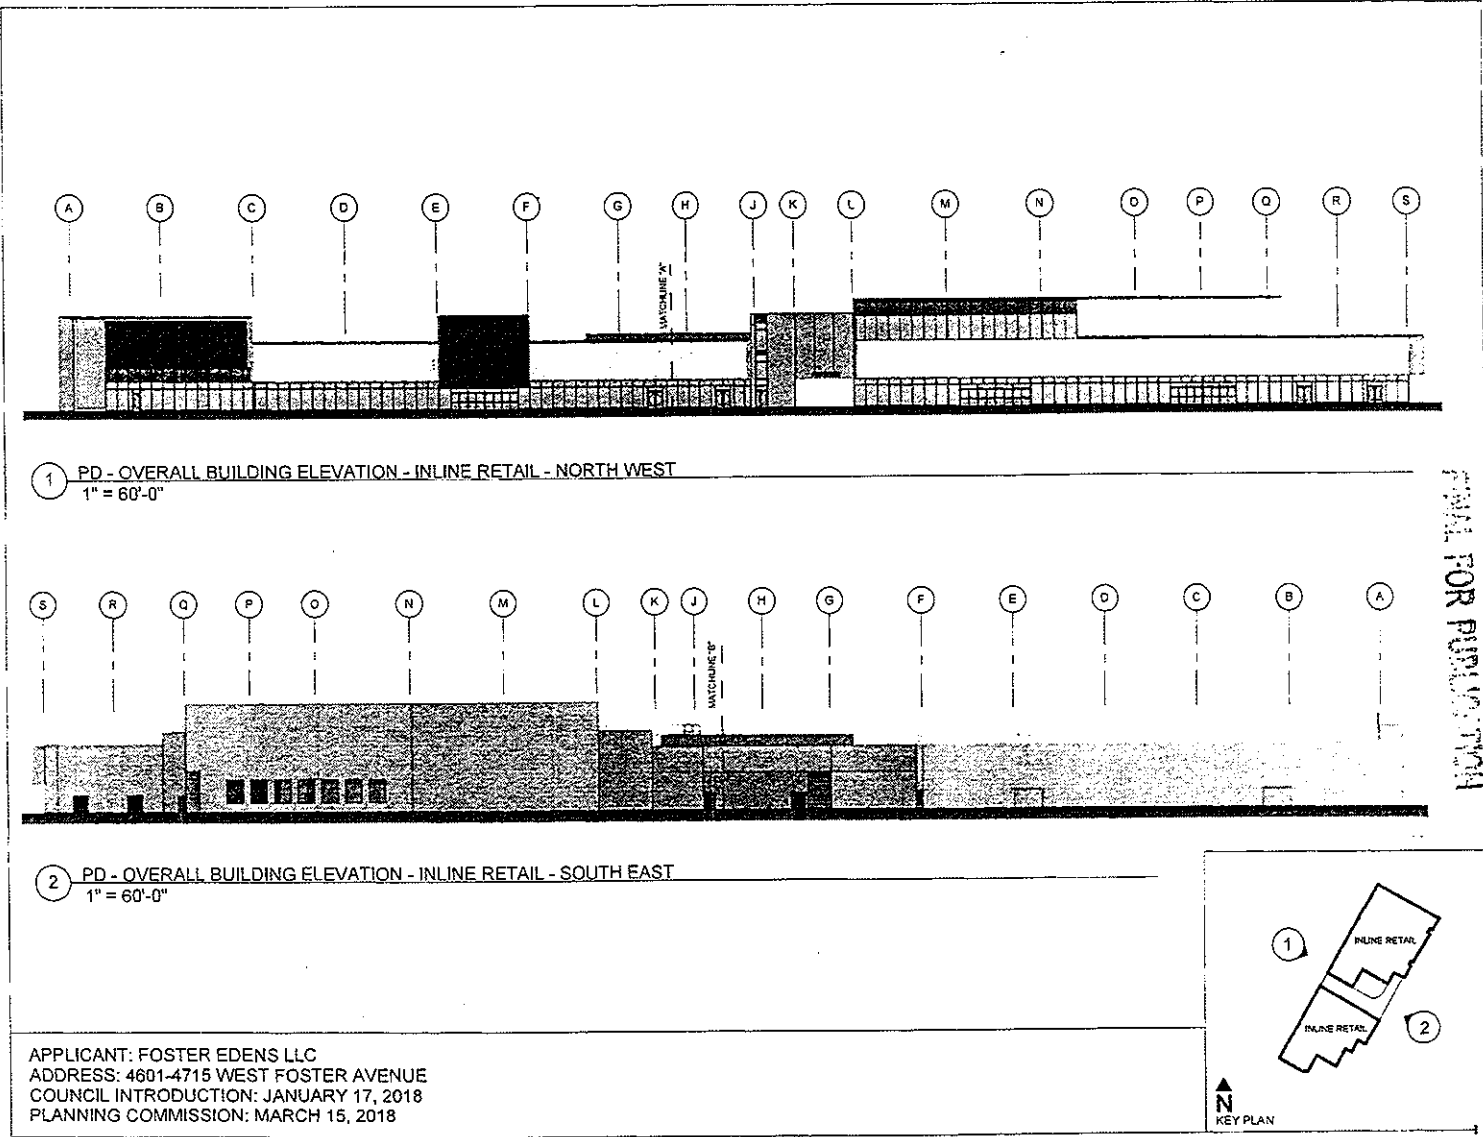 A B C D E F G H J K L M N O P Q R S
MATCHLINE "A"
1 PD - OVERALL BUILDING ELEVATION - INLINE RETAIL - NORTH WEST
1" = 60'-0"
S R Q P O N M L K J H G F E D C B A
MATCHLINE "B"
2 PD - OVERALL BUILDING ELEVATION - INLINE RETAIL - SOUTH EAST
1" = 60'-0"
FOR
1
INLINE RETAIL
INLINE RETAIL
2
N
KEY PLAN
APPLICANT: FOSTER EDENS LLC
ADDRESS: 4601-4715 WEST FOSTER AVENUE
COUNCIL INTRODUCTION: JANUARY 17, 2018
PLANNING COMMISSION: MARCH 15, 2018